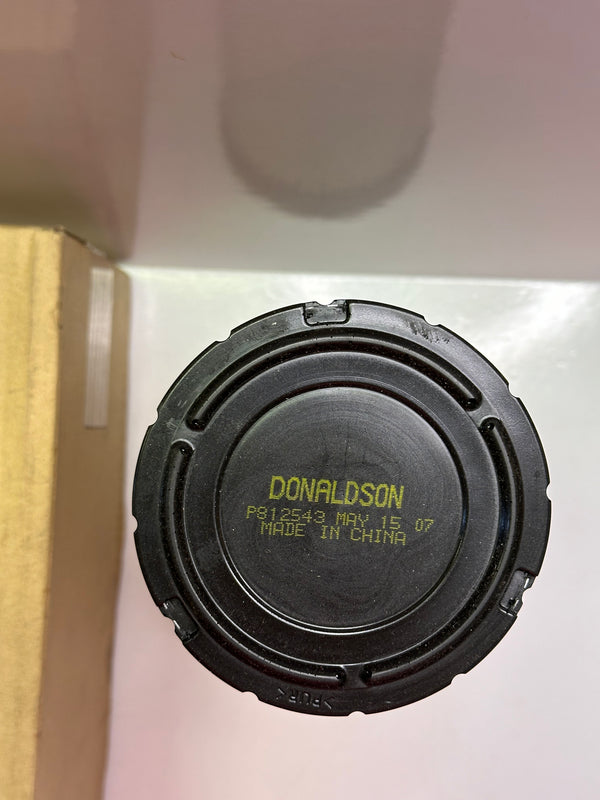 DONALDSON
P812543 MAY 15 07
MADE IN CHINA
>PUR<